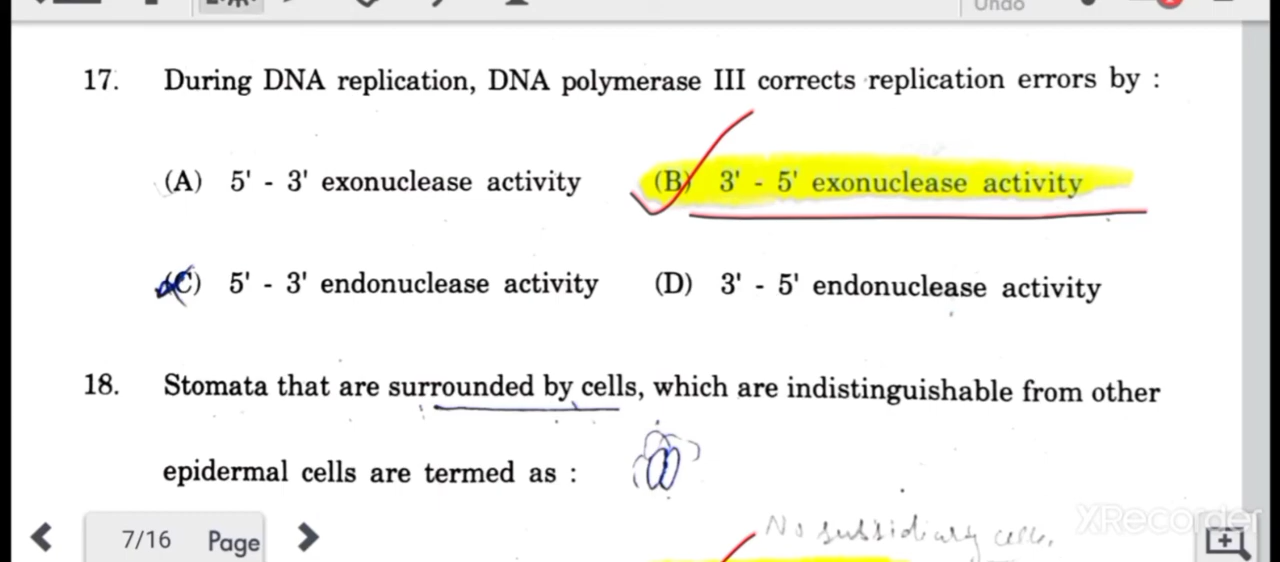 Undo
17. During DNA replication, DNA polymerase III corrects replication errors by :
(A) 5' - 3' exonuclease activity (B) 3' - 5' exonuclease activity
(C) 5' - 3' endonuclease activity (D) 3' - 5' endonuclease activity
18. Stomata that are surrounded by cells, which are indistinguishable from other
epidermal cells are termed as :
No subsidiary cells.
XRecorder
7/16 Page